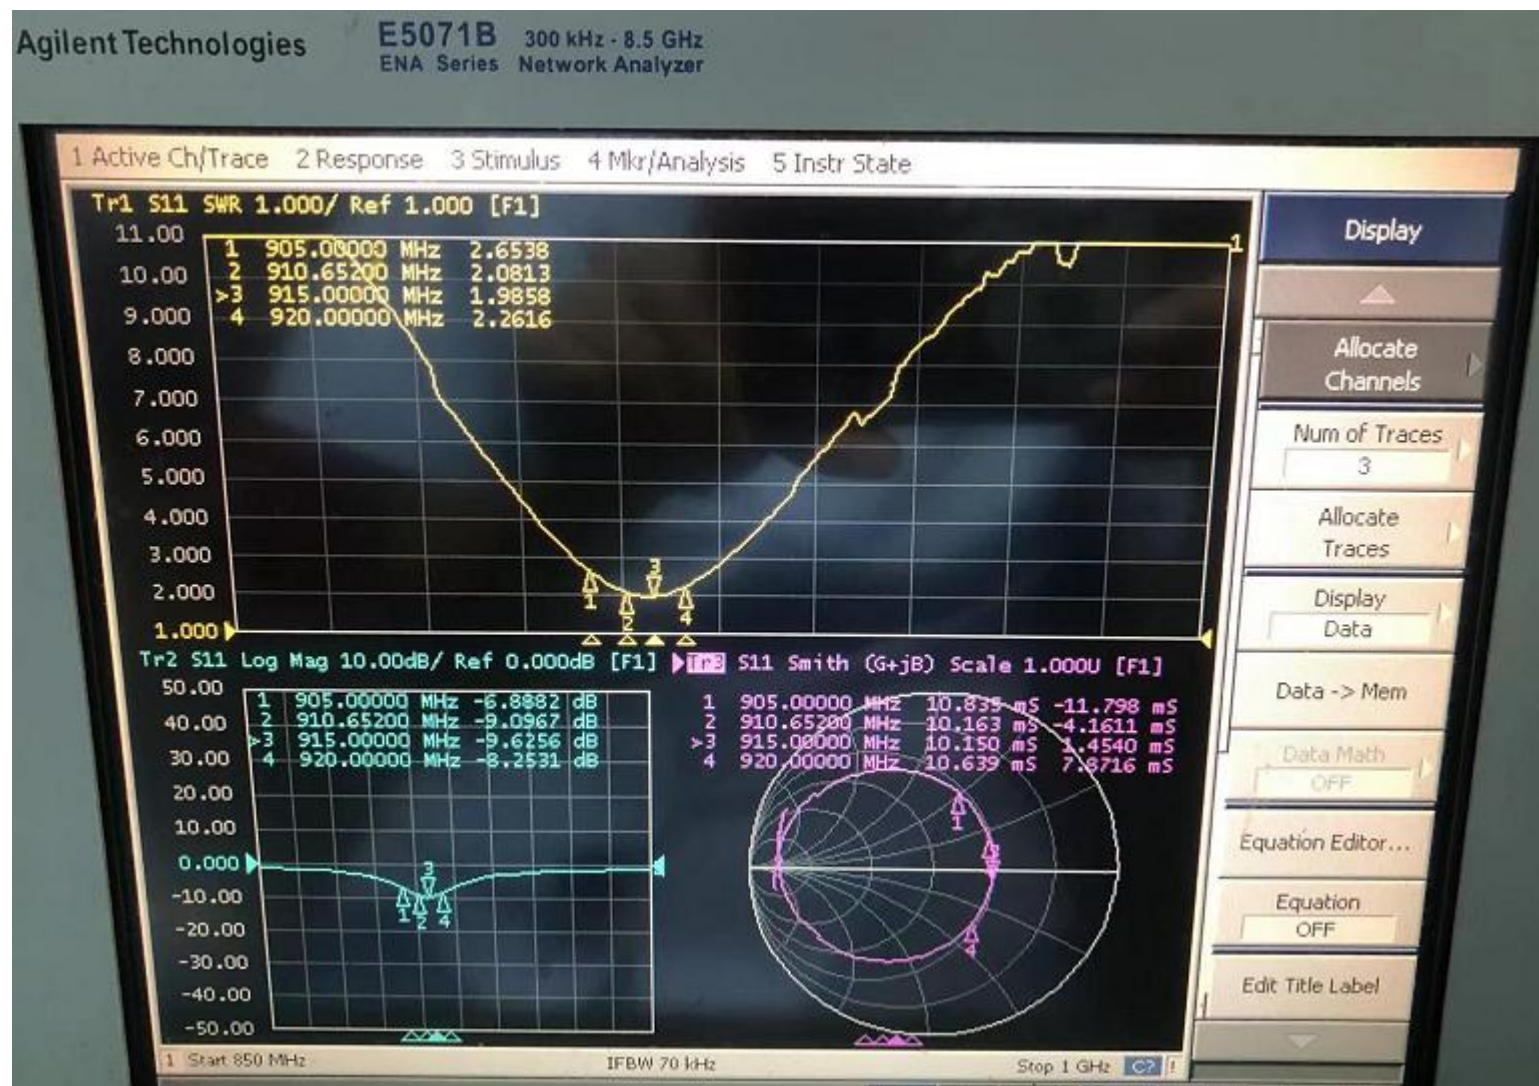 Agilent Technologies E5071B 300 kHz - 8.5 GHz
ENA Series Network Analyzer
1 Active Ch/Trace 2 Response 3 Stimulus 4 Mkr/Analysis 5 Instr State
Tr1 S11 SWR 1.000/ Ref 1.000 [F1]
11.00
10.00
9.000
8.000
7.000
6.000
5.000
4.000
3.000
2.000
1.000
1 905.00000 MHz 2.6538
2 910.65200 MHz 2.0813
>3 915.00000 MHz 1.9858
4 920.00000 MHz 2.2616
1
1
2
3
4
Tr2 S11 Log Mag 10.00dB/ Ref 0.000dB [F1]
50.00
40.00
30.00
20.00
10.00
0.000
-10.00
-20.00
-30.00
-40.00
-50.00
1 905.00000 MHz -6.8882 dB
2 910.65200 MHz -9.0967 dB
>3 915.00000 MHz -9.6256 dB
4 920.00000 MHz -8.2531 dB
3
1
2
4
Tr3 S11 Smith (G+jB) Scale 1.000U [F1]
1 905.00000 MHz 10.835 mS -11.798 mS
2 910.65200 MHz 10.163 mS -4.1611 mS
>3 915.00000 MHz 10.150 mS 1.4540 mS
4 920.00000 MHz 10.639 mS 7.8716 mS
1
4
Display
Allocate
Channels
Num of Traces
3
Allocate
Traces
Display
Data
Data -> Mem
Data Math
OFF
Equation Editor...
Equation
OFF
Edit Title Label
1 Start 850 MHz IFBW 70 kHz Stop 1 GHz C? !